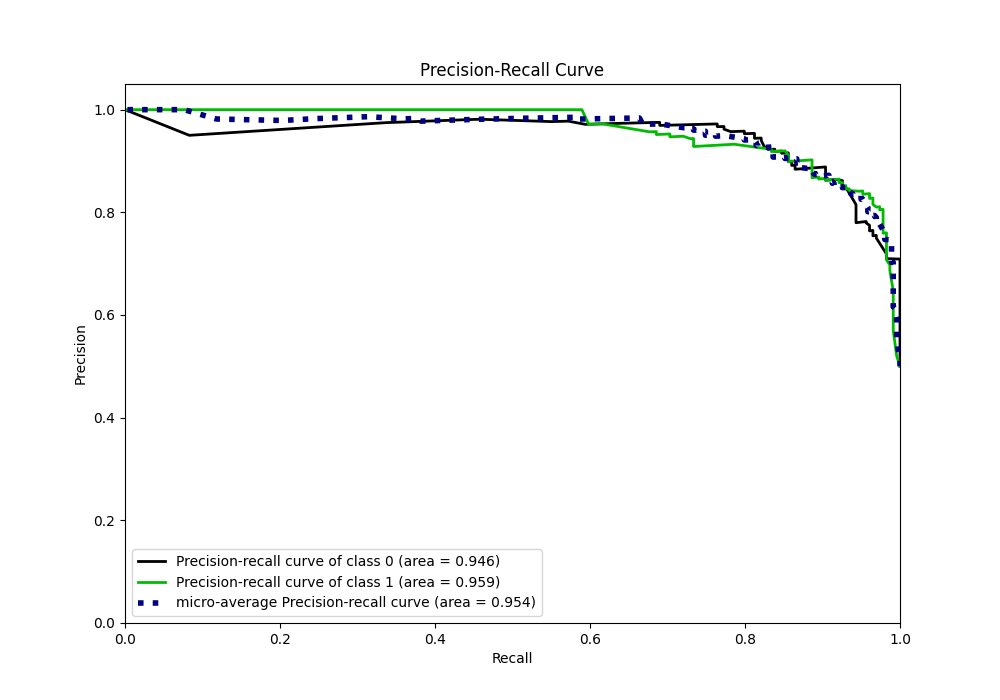 Precision-Recall Curve
1.0
0.8
0.6
0.4
0.2
0.0
Precision
Precision-recall curve of class 0 (area = 0.946)
Precision-recall curve of class 1 (area = 0.959)
micro-average Precision-recall curve (area = 0.954)
0.0 0.2 0.4 0.6 0.8 1.0
Recall